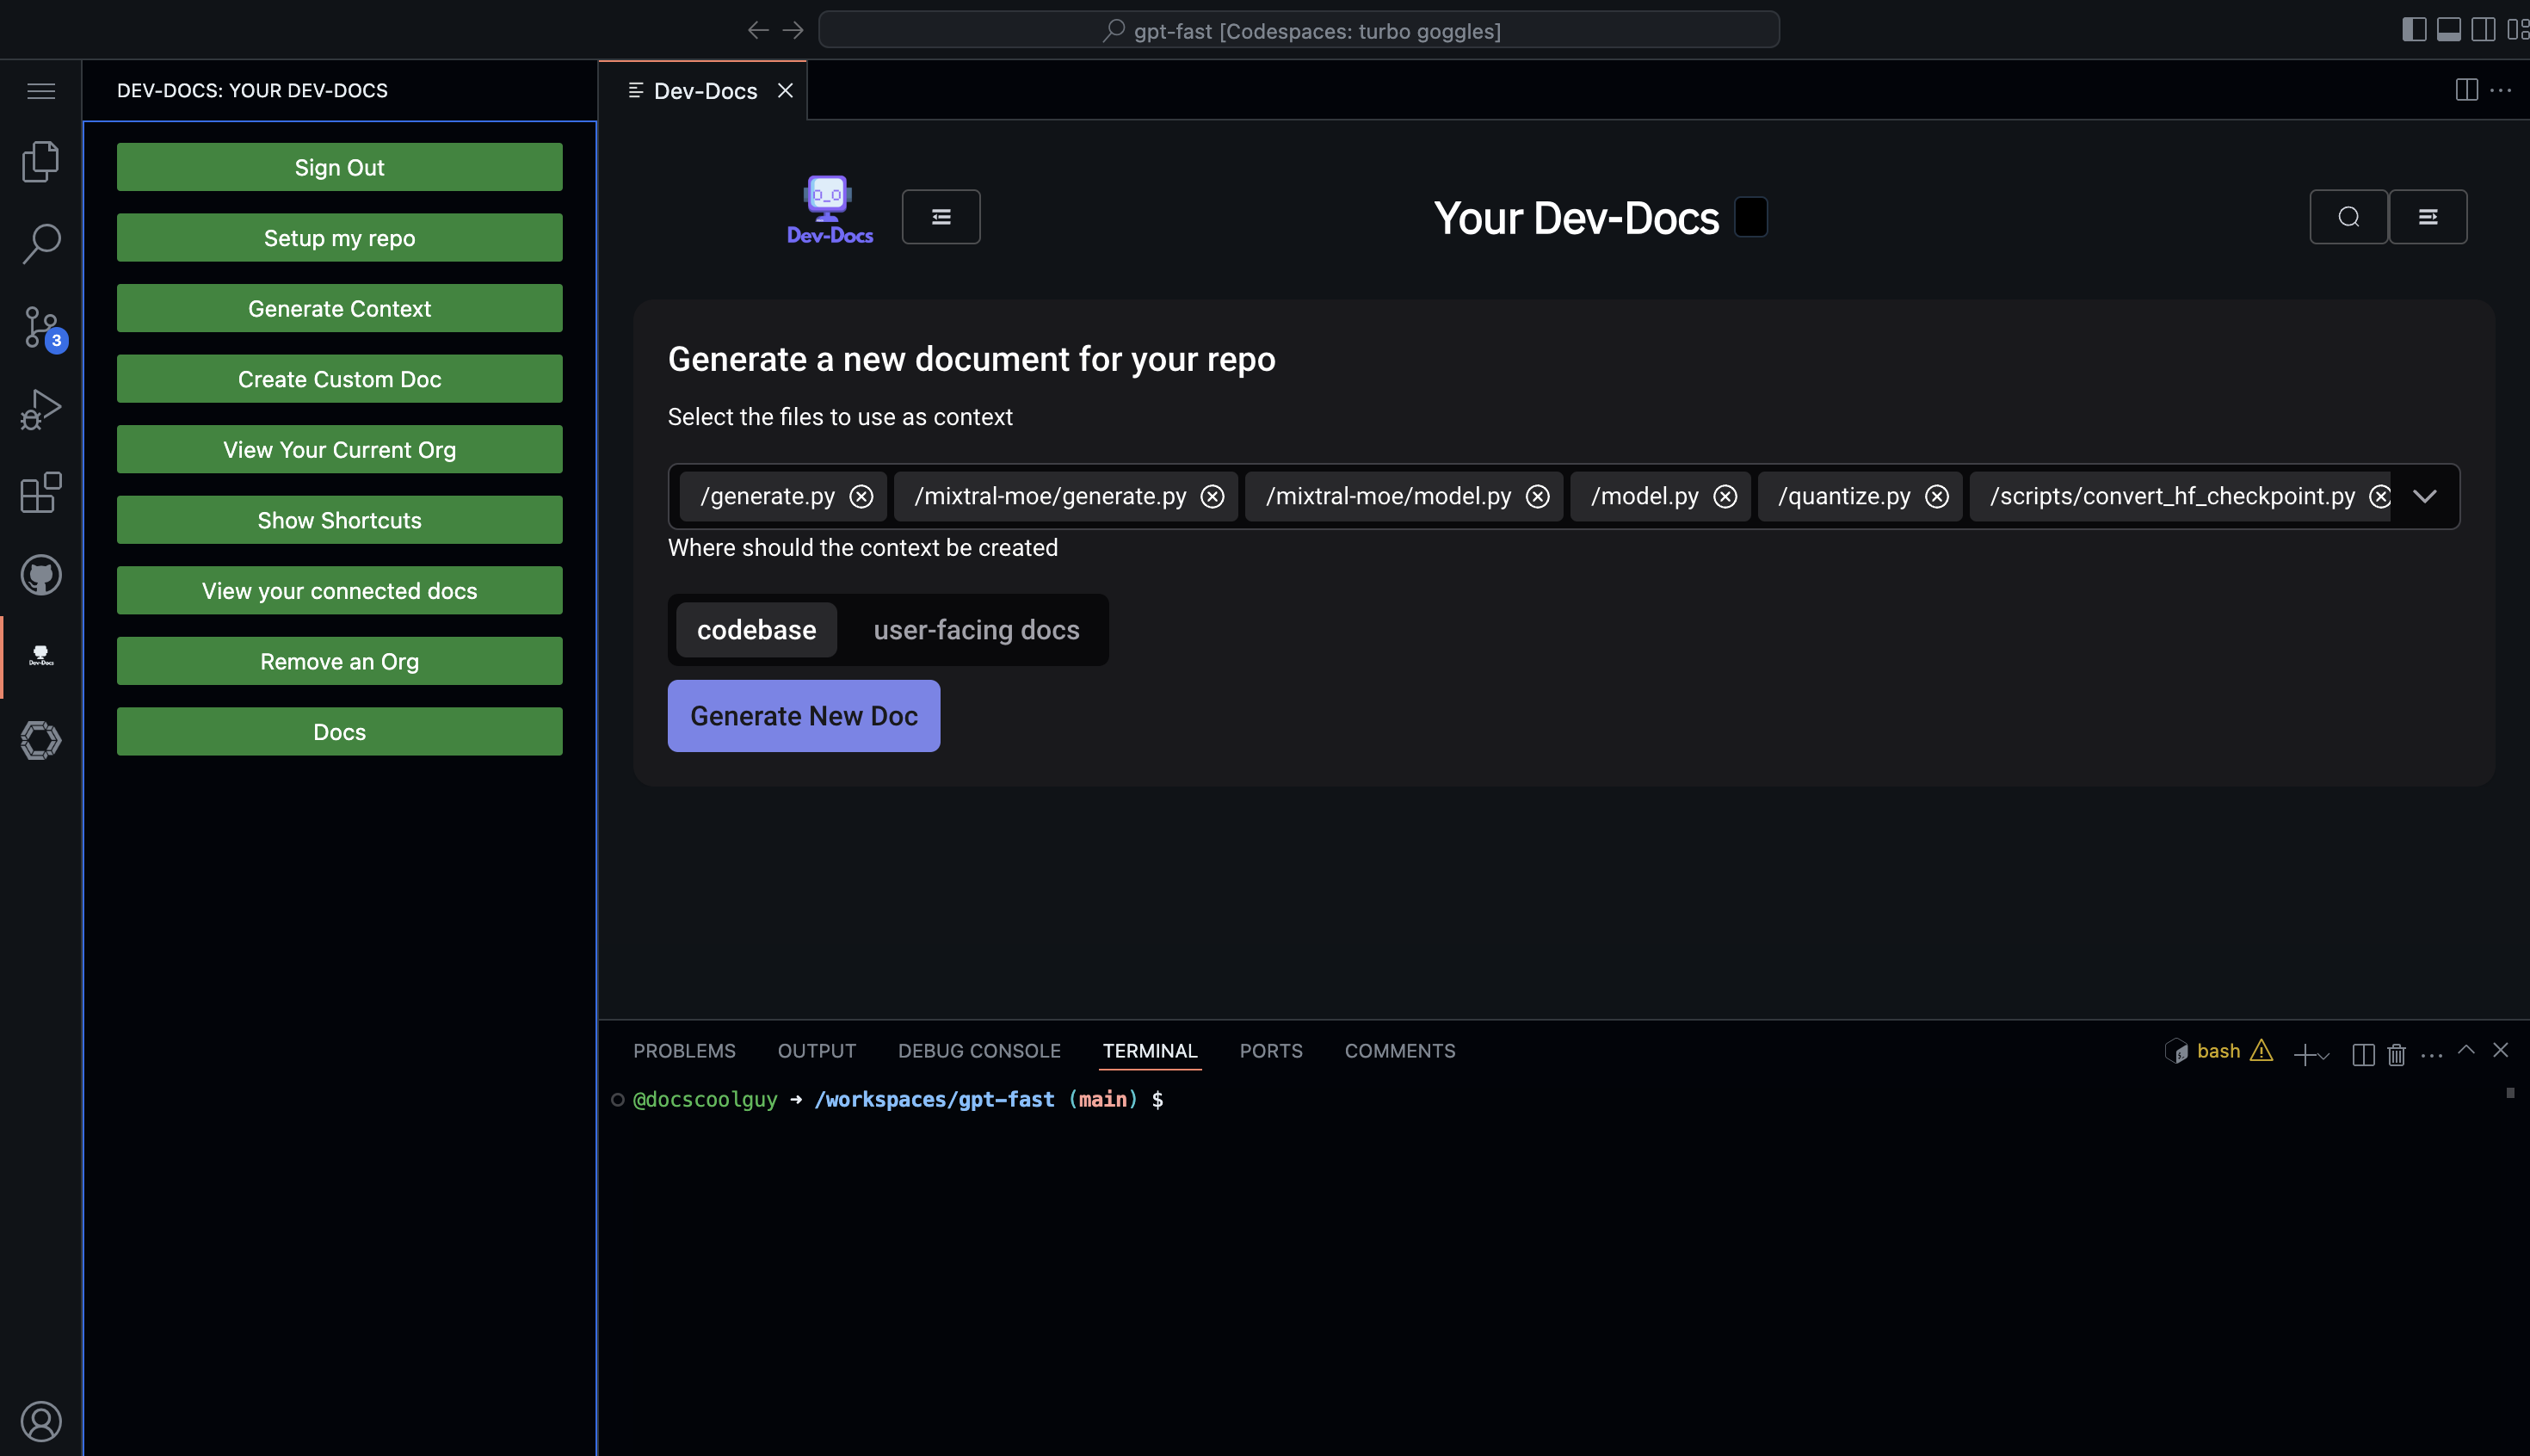 gpt-fast [Codespaces: turbo goggles]
DEV-DOCS: YOUR DEV-DOCS
Sign Out
Setup my repo
Generate Context
Create Custom Doc
View Your Current Org
Show Shortcuts
View your connected docs
Remove an Org
Docs
3
Dev-Docs
Dev-Docs
Dev-Docs
Your Dev-Docs
Generate a new document for your repo
Select the files to use as context
/generate.py /mixtral-moe/generate.py /mixtral-moe/model.py /model.py /quantize.py /scripts/convert_hf_checkpoint.py
Where should the context be created
codebase user-facing docs
Generate New Doc
PROBLEMS OUTPUT DEBUG CONSOLE TERMINAL PORTS COMMENTS
bash
@docscoolguy ➜ /workspaces/gpt-fast (main) $